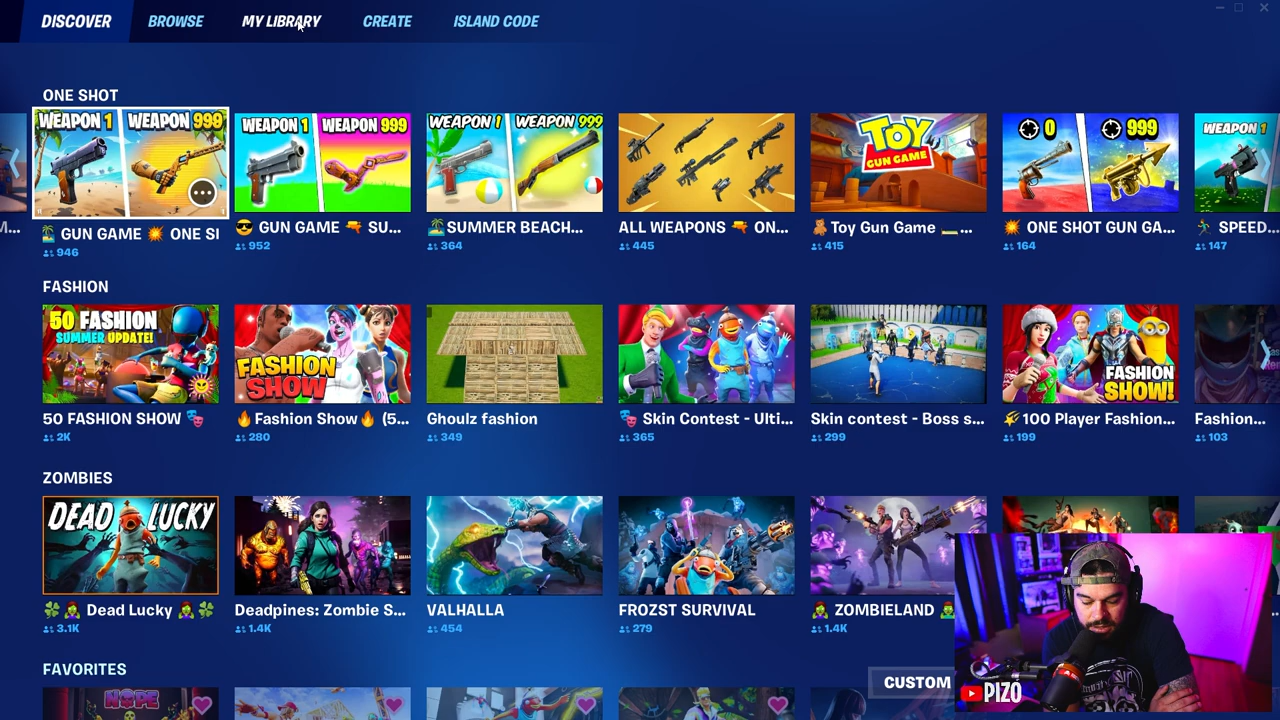 DISCOVER
BROWSE
MY LIBRARY
CREATE
ISLAND CODE
ONE SHOT
WEAPON 1
WEAPON 999
WEAPON 1
WEAPON 999
WEAPON 1
WEAPON 999
TOY
GUN GAME
0
999
WEAPON 1
M...
🏝️ GUN GAME 💥 ONE SI
😎 GUN GAME 🔫 SU...
🏝️SUMMER BEACH...
ALL WEAPONS 🔫 ON...
🧸Toy Gun Game 🛏️...
💥 ONE SHOT GUN GA...
SPEED...
946
952
364
445
415
164
147
FASHION
50 FASHION
SUMMER UPDATE!
FASHION
SHOW
FASHION
SHOW!
50 FASHION SHOW 🎭
🔥Fashion Show🔥 (5...
Ghoulz fashion
🎭 Skin Contest - Ulti...
Skin contest - Boss s...
100 Player Fashion...
Fashion...
2K
280
349
365
299
199
103
ZOMBIES
DEAD LUCKY
🍀🧟‍♀️ Dead Lucky 🧟‍♀️🍀
Deadpines: Zombie S...
VALHALLA
FROZST SURVIVAL
🧟‍♀️ ZOMBIELAND
3.1K
1.4K
454
279
1.4K
FAVORITES
CUSTOM
NOPE
PIZÓ